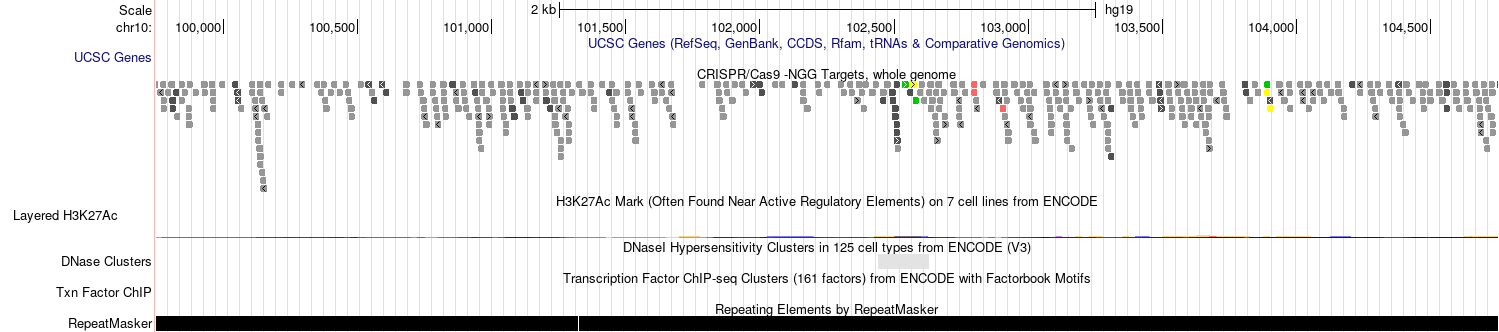 Scale 2 kb hg19
chr10: 100,000 100,500 101,000 101,500 102,000 102,500 103,000 103,500 104,000 104,500
UCSC Genes (RefSeq, GenBank, CCDS, Rfam, tRNAs & Comparative Genomics)
UCSC Genes
CRISPR/Cas9 -NGG Targets, whole genome
H3K27Ac Mark (Often Found Near Active Regulatory Elements) on 7 cell lines from ENCODE
Layered H3K27Ac
DNaseI Hypersensitivity Clusters in 125 cell types from ENCODE (V3)
DNase Clusters
Transcription Factor ChIP-seq Clusters (161 factors) from ENCODE with Factorbook Motifs
Txn Factor ChIP
Repeating Elements by RepeatMasker
RepeatMasker